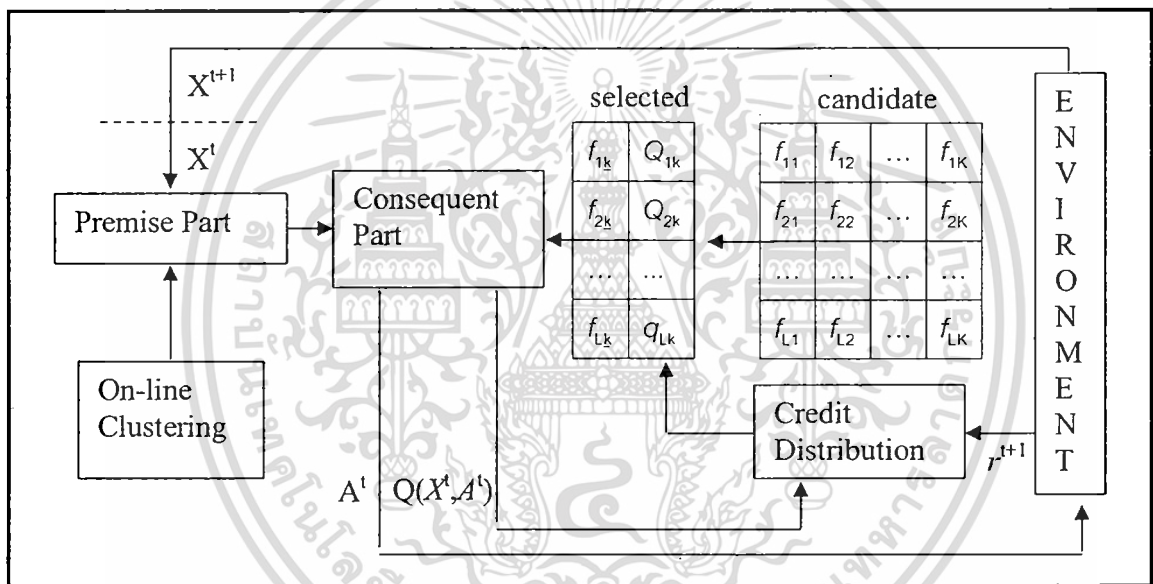 X^{t+1}
X^t
Premise Part
Consequent
Part
On-line
Clustering
selected
f_{1k} Q_{1k}
f_{2k} Q_{2k}
... ...
f_{Lk} q_{Lk}
candidate
f_{11} f_{12} ... f_{1K}
f_{21} f_{22} ... f_{2K}
... ... ... ...
f_{L1} f_{L2} ... f_{LK}
Credit
Distribution
r^{t+1}
ENVIRONMENT
A^t Q(X^t,A^t)